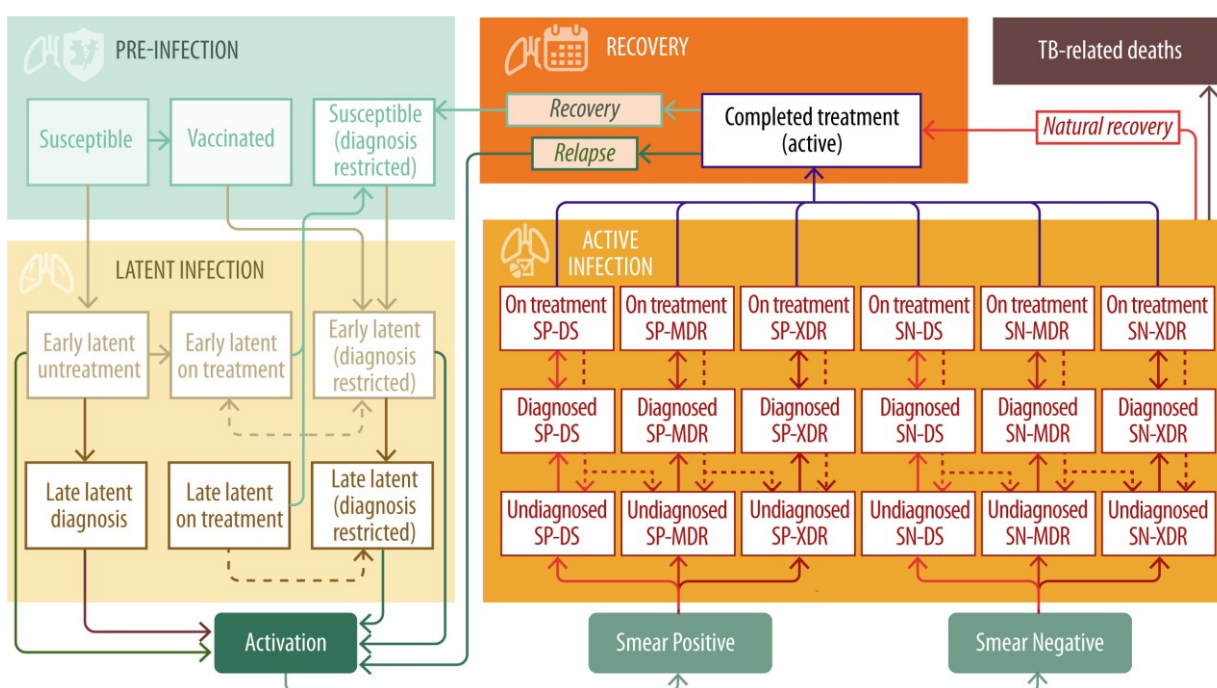 PRE-INFECTION
Susceptible
Vaccinated
Susceptible
(diagnosis
restricted)
RECOVERY
Recovery
Relapse
Completed treatment
(active)
TB-related deaths
Natural recovery
LATENT INFECTION
Early latent
untreatment
Early latent
on treatment
Early latent
(diagnosis
restricted)
Late latent
diagnosis
Late latent
on treatment
Late latent
(diagnosis
restricted)
ACTIVE
INFECTION
On treatment
SP-DS
On treatment
SP-MDR
On treatment
SP-XDR
On treatment
SN-DS
On treatment
SN-MDR
On treatment
SN-XDR
Diagnosed
SP-DS
Diagnosed
SP-MDR
Diagnosed
SP-XDR
Diagnosed
SN-DS
Diagnosed
SN-MDR
Diagnosed
SN-XDR
Undiagnosed
SP-DS
Undiagnosed
SP-MDR
Undiagnosed
SP-XDR
Undiagnosed
SN-DS
Undiagnosed
SN-MDR
Undiagnosed
SN-XDR
Activation
Smear Positive
Smear Negative